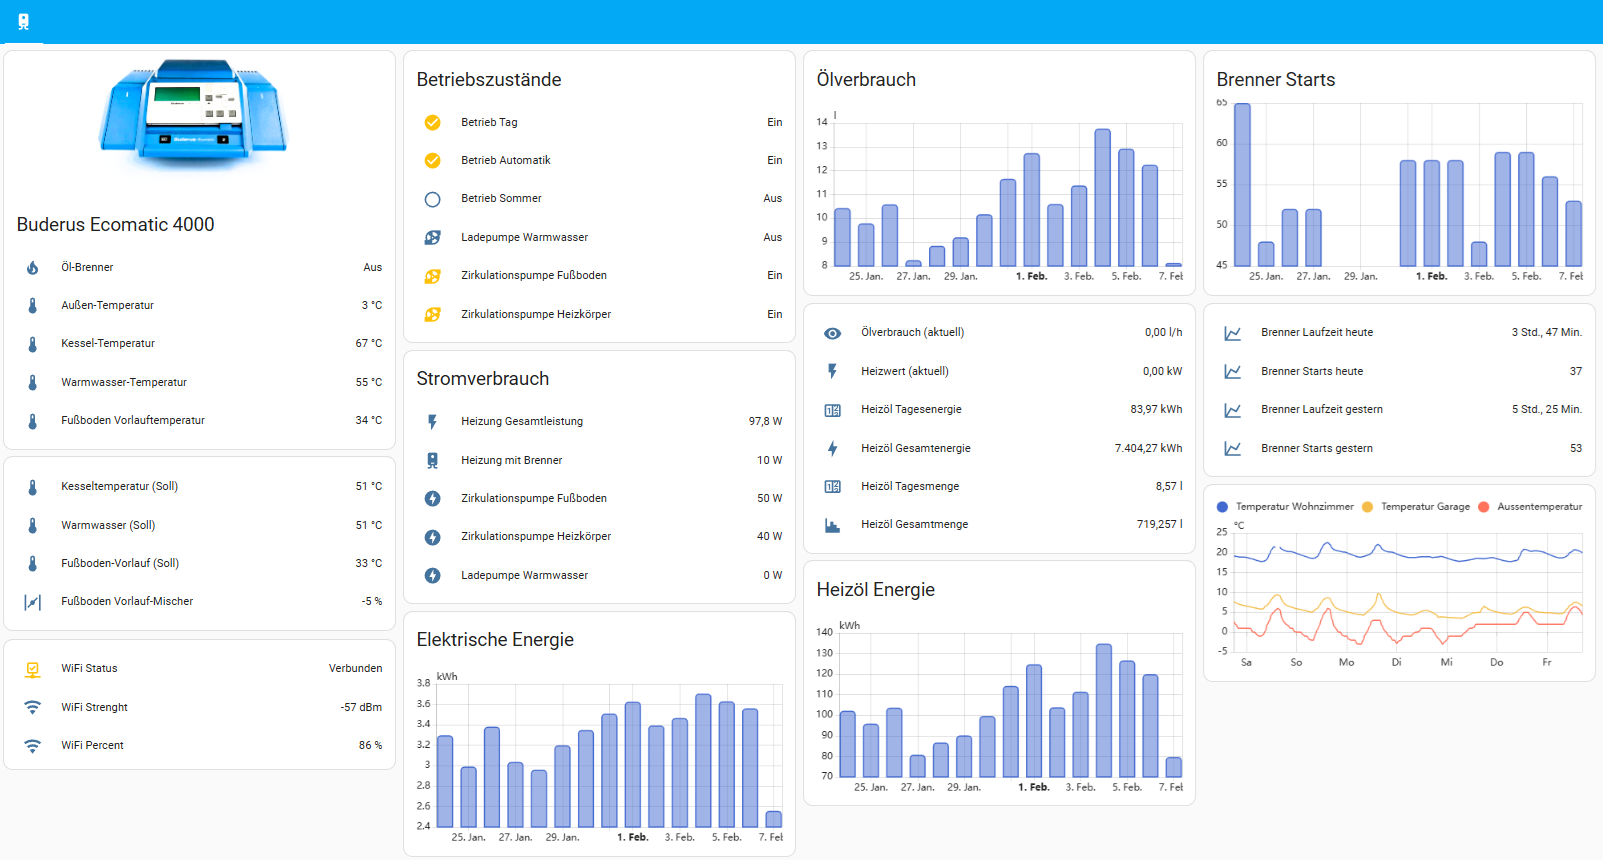 Buderus
Buderus
Buderus Ecomatic 4000
Öl-Brenner Aus
Außen-Temperatur 3 °C
Kessel-Temperatur 67 °C
Warmwasser-Temperatur 55 °C
Fußboden Vorlauftemperatur 34 °C
Kesseltemperatur (Soll) 51 °C
Warmwasser (Soll) 51 °C
Fußboden-Vorlauf (Soll) 33 °C
Fußboden Vorlauf-Mischer -5 %
WiFi Status Verbunden
WiFi Strenght -57 dBm
WiFi Percent 86 %
Betriebszustände
Betrieb Tag Ein
Betrieb Automatik Ein
Betrieb Sommer Aus
Ladepumpe Warmwasser Aus
Zirkulationspumpe Fußboden Ein
Zirkulationspumpe Heizkörper Ein
Stromverbrauch
Heizung Gesamtleistung 97,8 W
Heizung mit Brenner 10 W
Zirkulationspumpe Fußboden 50 W
Zirkulationspumpe Heizkörper 40 W
Ladepumpe Warmwasser 0 W
Elektrische Energie
kWh
3.8
3.6
3.4
3.2
3
2.8
2.6
2.4
25. Jan. 27. Jan. 29. Jan. 1. Feb. 3. Feb. 5. Feb. 7. Feb
Ölverbrauch
l
14
13
12
11
10
9
8
25. Jan. 27. Jan. 29. Jan. 1. Feb. 3. Feb. 5. Feb. 7. Feb
Ölverbrauch (aktuell) 0,00 l/h
Heizwert (aktuell) 0,00 kW
Heizöl Tagesenergie 83,97 kWh
Heizöl Gesamtenergie 7.404,27 kWh
Heizöl Tagesmenge 8,57 l
Heizöl Gesamtmenge 719,257 l
Heizöl Energie
kWh
140
130
120
110
100
90
80
70
25. Jan. 27. Jan. 29. Jan. 1. Feb. 3. Feb. 5. Feb. 7. Feb
Brenner Starts
65
60
55
50
45
25. Jan. 27. Jan. 29. Jan. 1. Feb. 3. Feb. 5. Feb. 7. Feb
Brenner Laufzeit heute 3 Std., 47 Min.
Brenner Starts heute 37
Brenner Laufzeit gestern 5 Std., 25 Min.
Brenner Starts gestern 53
Temperatur Wohnzimmer Temperatur Garage Aussentemperatur
°C
25
20
15
10
5
0
-5
Sa So Mo Di Mi Do Fr